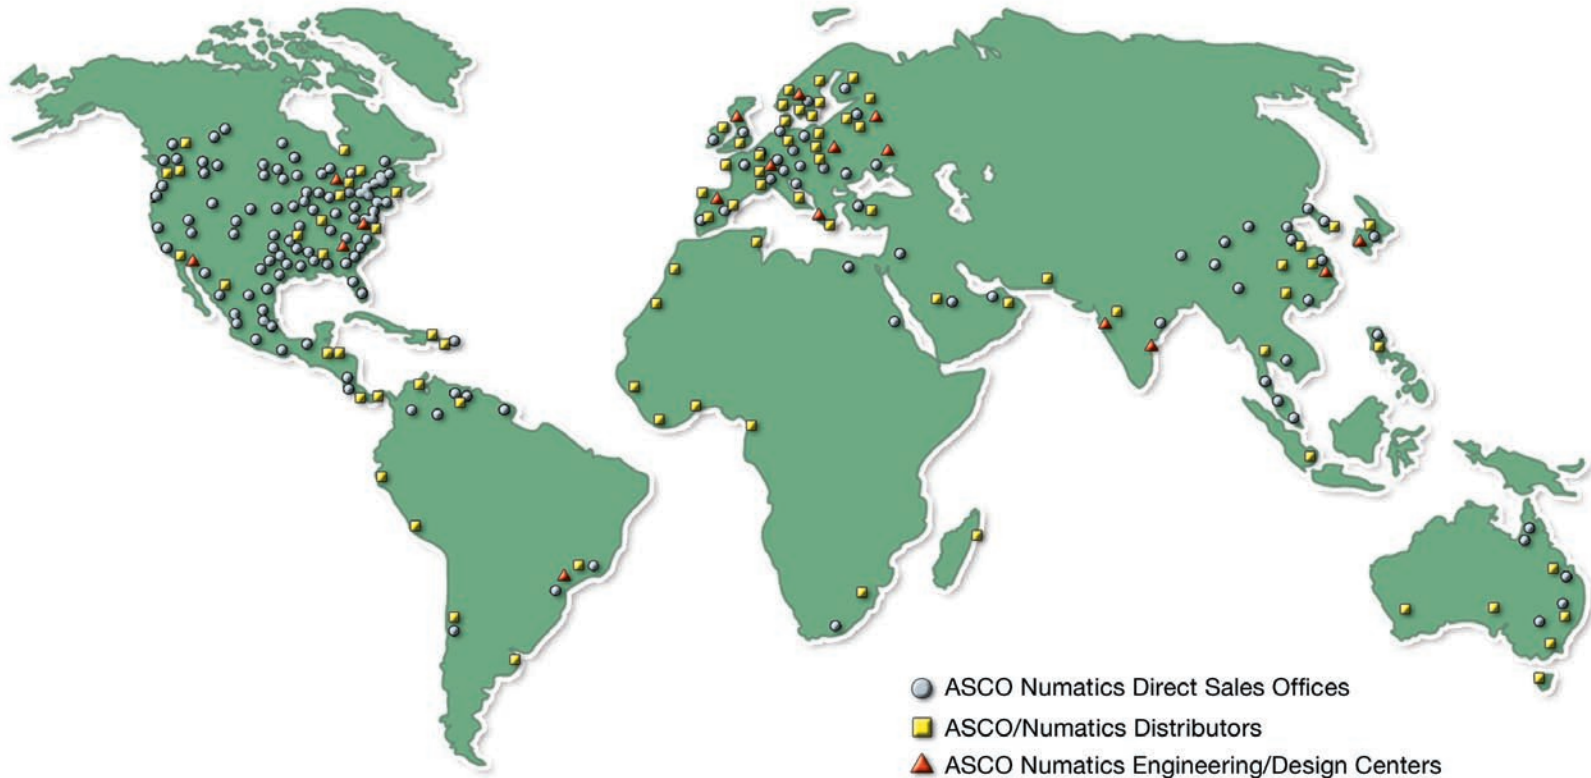 ASCO Numatics Direct Sales Offices
ASCO/Numatics Distributors
ASCO Numatics Engineering/Design Centers